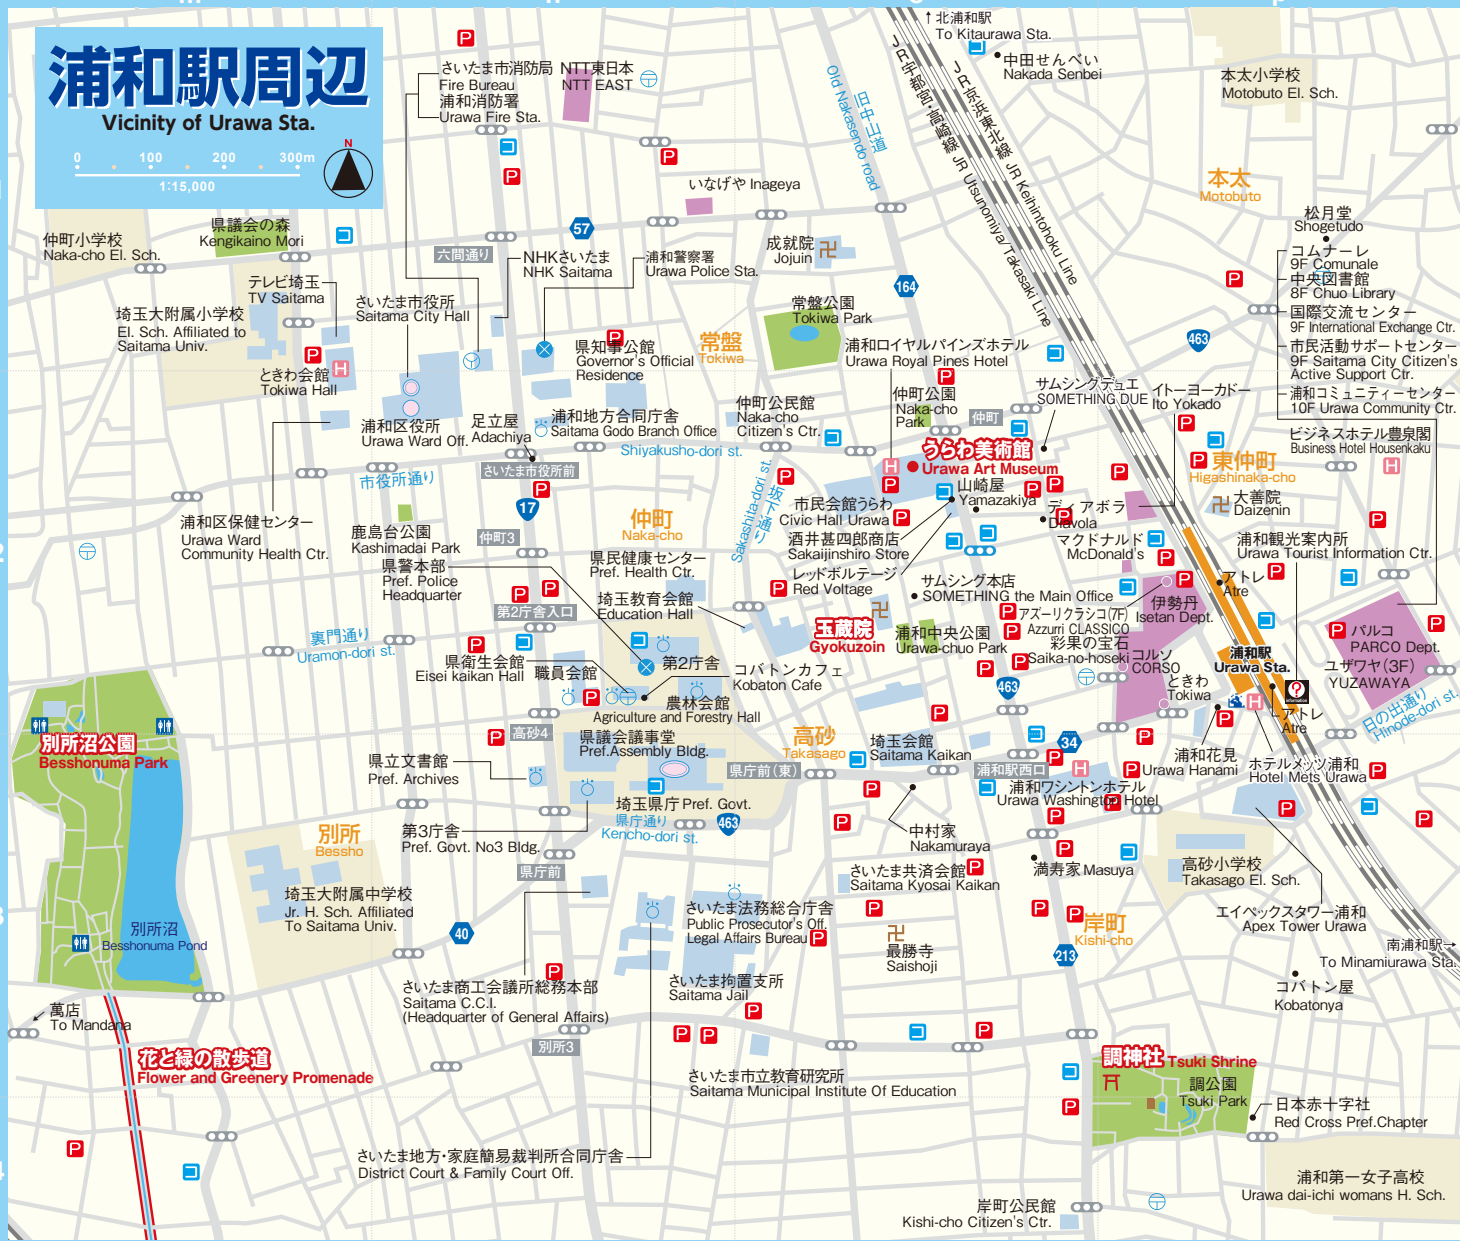 浦和駅周辺
Vicinity of Urawa Sta.
0 100 200 300m
1:15,000
N
さいたま市消防局
Fire Bureau
浦和消防署
Urawa Fire Sta.
NTT東日本
NTT EAST
↑北浦和駅
To Kitaurawa Sta.
中田せんべい
Nakada Senbei
本太小学校
Motobuto El. Sch.
旧中山道
Old Nakasendo road
JR宇都宮・高崎線
JR Utsunomiya/Takasaki Line
JR京浜東北線
JR Keihintohoku Line
いなげや Inageya
本太
Motobuto
松月堂
Shogetudo
仲町小学校
Naka-cho El. Sch.
県議会の森
Kengikaino Mori
57
六間通り
NHKさいたま
NHK Saitama
浦和警察署
Urawa Police Sta.
成就院
Jojuin
164
コムナーレ
9F Comunale
中央図書館
8F Chuo Library
国際交流センター
9F International Exchange Ctr.
市民活動サポートセンター
9F Saitama City Citizen's
Active Support Ctr.
浦和コミュニティーセンター
10F Urawa Community Ctr.
テレビ埼玉
TV Saitama
さいたま市役所
Saitama City Hall
埼玉大附属小学校
El. Sch. Affiliated to
Saitama Univ.
常盤公園
Tokiwa Park
常盤
Tokiwa
県知事公館
Governor's Official
Residence
浦和ロイヤルパインズホテル
Urawa Royal Pines Hotel
463
ときわ会館
Tokiwa Hall
サムシングデュエ
SOMETHING DUE
イトーヨーカドー
Ito Yokado
仲町公園
Naka-cho
Park
仲町
浦和区役所
Urawa Ward Off.
足立屋
Adachiya
浦和地方合同庁舎
Saitama Godo Branch Office
仲町公民館
Naka-cho
Citizen's Ctr.
ビジネスホテル豊泉閣
Business Hotel Housenkaku
市役所通り
Shiyakusho-dori st.
さいたま市役所前
うらわ美術館
Urawa Art Museum
東仲町
Higashinaka-cho
坂下通り
Sakashita-dori st.
山崎屋
Yamazakiya
大善院
Daizenin
17
浦和区保健センター
Urawa Ward
Community Health Ctr.
鹿島台公園
Kashimadai Park
仲町
Naka-cho
仲町3
市民会館うらわ
Civic Hall Urawa
ディアボラ
Diavola
酒井甚四郎商店
Sakaijinshiro Store
マクドナルド
McDonald's
浦和観光案内所
Urawa Tourist Information Ctr.
県警本部
Pref. Police
Headquarter
県民健康センター
Pref. Health Ctr.
レッドボルテージ
Red Voltage
サムシング本店
SOMETHING the Main Office
アトレ
Atre
埼玉教育会館
Education Hall
第2庁舎入口
玉蔵院
Gyokuzoin
浦和中央公園
Urawa-chuo Park
アズーリクラシコ(7F)
Azzurri CLASSICO
伊勢丹
Isetan Dept.
パルコ
PARCO Dept.
ユザワヤ(3F)
YUZAWAYA
裏門通り
Uramon-dori st.
彩果の宝石
Saika-no-hoseki
コルソ
CORSO
浦和駅
Urawa Sta.
県衛生会館
Eisei kaikan Hall
職員会館
第2庁舎
コバトンカフェ
Kobaton Cafe
463
ときわ
Tokiwa
アトレ
Atre
日の出通り
Hinode-dori st.
農林会館
Agriculture and Forestry Hall
高砂4
県議会議事堂
Pref.Assembly Bldg.
高砂
Takasago
埼玉会館
Saitama Kaikan
34
浦和花見
Urawa Hanami
ホテルメッツ浦和
Hotel Mets Urawa
別所沼公園
Besshonuma Park
県立文書館
Pref. Archives
県庁前(東)
浦和駅西口
浦和ワシントンホテル
Urawa Washington Hotel
埼玉県庁 Pref. Govt.
県庁通り
Kencho-dori st.
463
別所
Bessho
第3庁舎
Pref. Govt. No3 Bldg.
中村家
Nakamuraya
県庁前
さいたま共済会館
Saitama Kyosai Kaikan
満寿家 Masuya
高砂小学校
Takasago El. Sch.
埼玉大附属中学校
Jr. H. Sch. Affiliated
To Saitama Univ.
さいたま法務総合庁舎
Public Prosecutor's Off.
Legal Affairs Bureau
エイペックスタワー浦和
Apex Tower Urawa
岸町
Kishi-cho
別所沼
Besshonuma Pond
40
最勝寺
Saishoji
213
南浦和駅→
To Minamiurawa Sta.
さいたま商工会議所総務本部
Saitama C.C.I.
(Headquarter of General Affairs)
さいたま拘置支所
Saitama Jail
コバトン屋
Kobatonya
萬店
To Mandana
別所3
花と緑の散歩道
Flower and Greenery Promenade
調神社 Tsuki Shrine
さいたま市立教育研究所
Saitama Municipal Institute Of Education
調公園
Tsuki Park
日本赤十字社
Red Cross Pref.Chapter
さいたま地方・家庭簡易裁判所合同庁舎
District Court & Family Court Off.
浦和第一女子高校
Urawa dai-ichi womans H. Sch.
岸町公民館
Kishi-cho Citizen's Ctr.